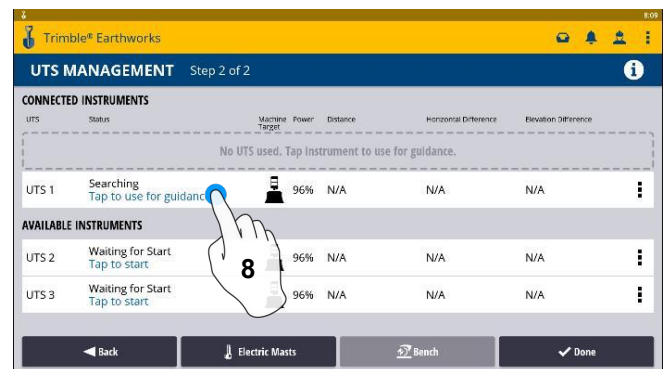 8:09
Trimble® Earthworks
UTS MANAGEMENT Step 2 of 2
CONNECTED INSTRUMENTS
UTS Status Machine Target Power Distance Horizontal Difference Elevation Difference
No UTS used. Tap instrument to use for guidance.
UTS 1 Searching 96% N/A N/A N/A
Tap to use for guidanc
8
AVAILABLE INSTRUMENTS
UTS 2 Waiting for Start 96% N/A N/A N/A
Tap to start
UTS 3 Waiting for Start 96% N/A N/A N/A
Tap to start
Back Electric Masts Bench Done